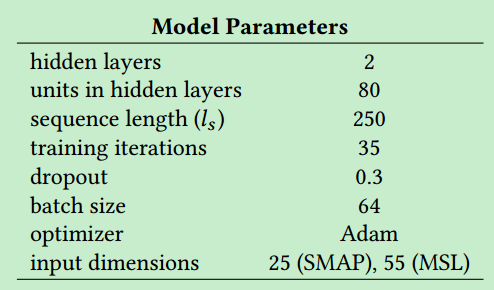 Model Parameters
hidden layers 2
units in hidden layers 80
sequence length (lₛ) 250
training iterations 35
dropout 0.3
batch size 64
optimizer Adam
input dimensions 25 (SMAP), 55 (MSL)